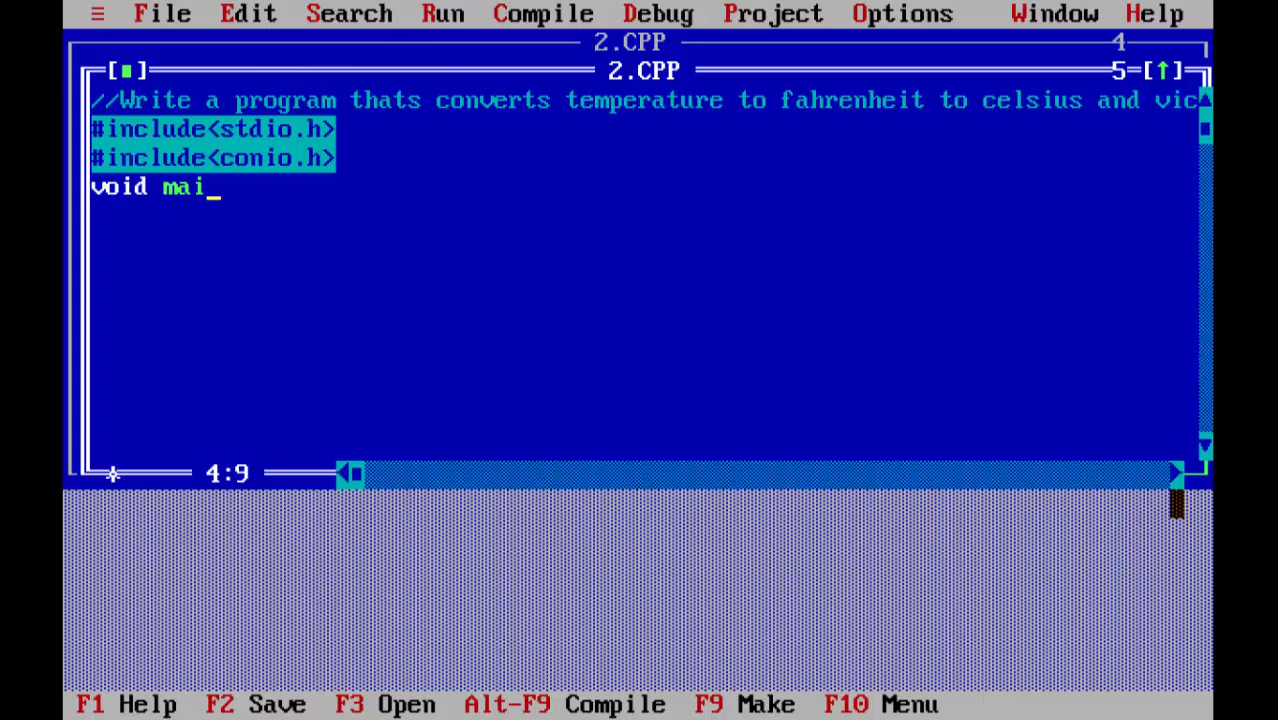 ≡ File Edit Search Run Compile Debug Project Options Window Help
2.CPP 4
[■] 2.CPP 5=[↑]
//Write a program thats converts temperature to fahrenheit to celsius and vic
#include<stdio.h>
#include<conio.h>
void mai_
4:9
F1 Help F2 Save F3 Open Alt-F9 Compile F9 Make F10 Menu